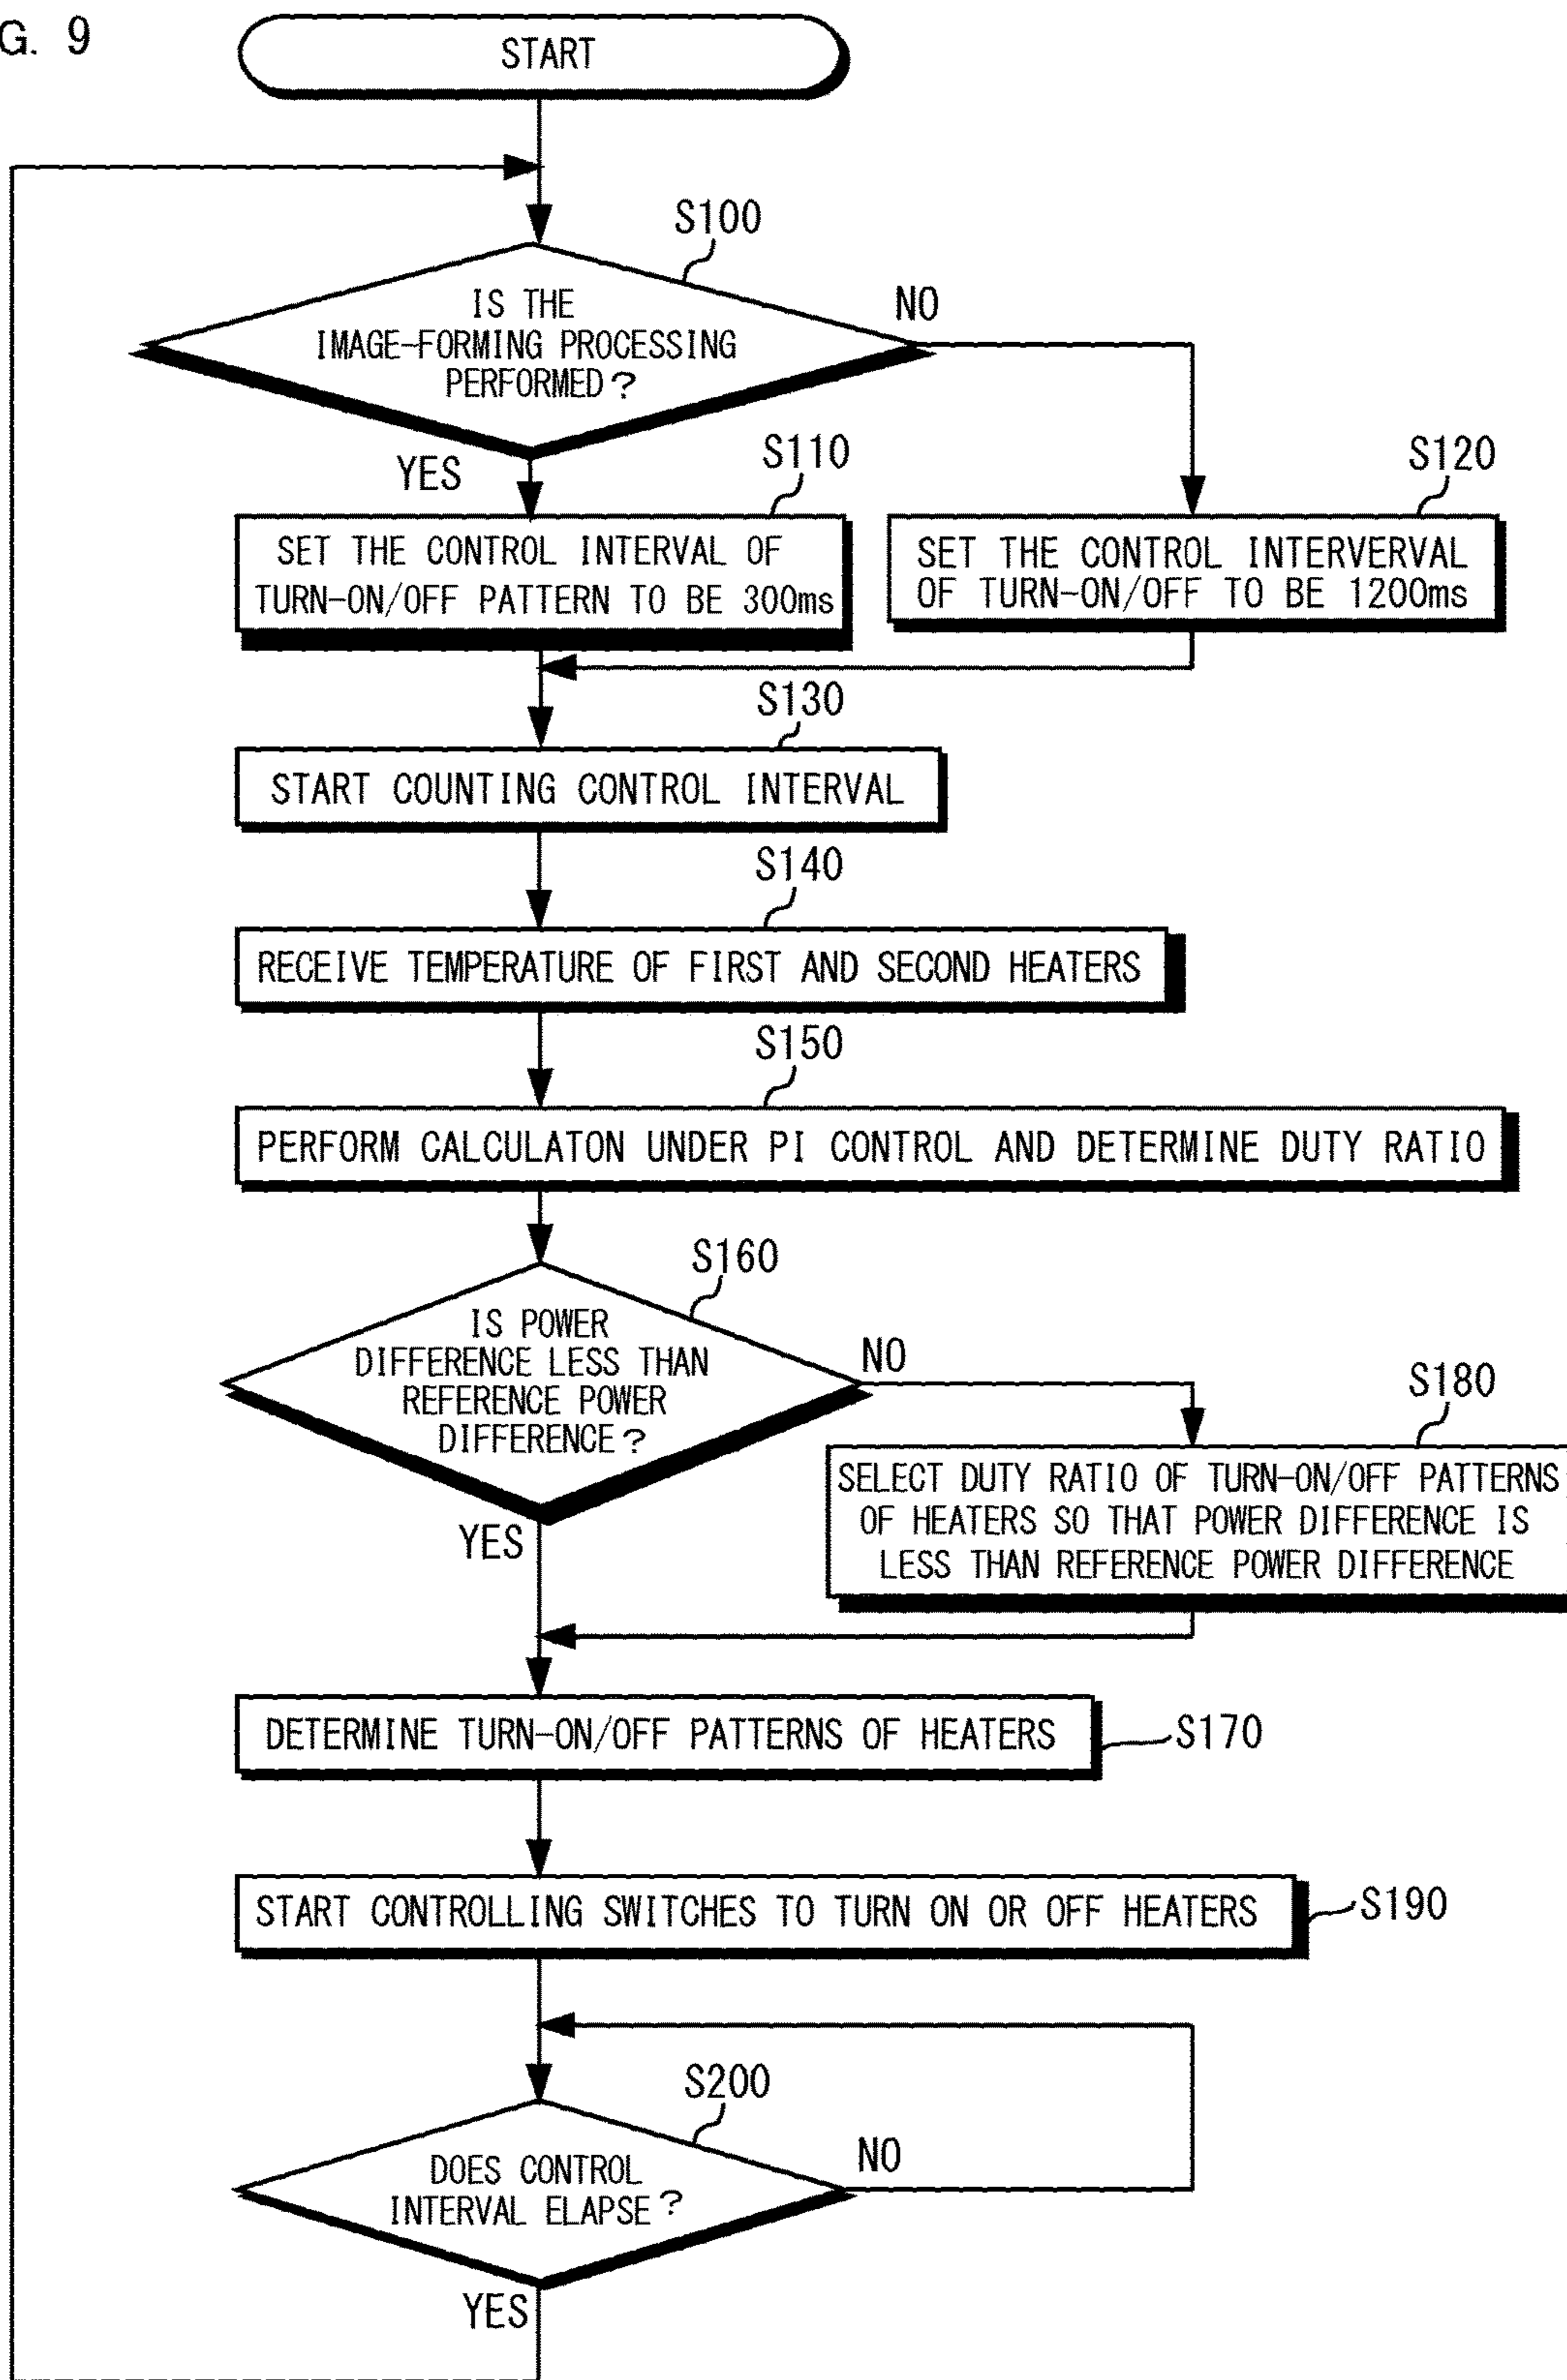 G. 9
START
S100
IS THE
IMAGE-FORMING PROCESSING
PERFORMED?
NO
YES
S110
SET THE CONTROL INTERVAL OF
TURN-ON/OFF PATTERN TO BE 300ms
S120
SET THE CONTROL INTERVERVAL
OF TURN-ON/OFF TO BE 1200ms
S130
START COUNTING CONTROL INTERVAL
S140
RECEIVE TEMPERATURE OF FIRST AND SECOND HEATERS
S150
PERFORM CALCULATON UNDER PI CONTROL AND DETERMINE DUTY RATIO
S160
IS POWER
DIFFERENCE LESS THAN
REFERENCE POWER
DIFFERENCE?
NO
YES
S180
SELECT DUTY RATIO OF TURN-ON/OFF PATTERNS
OF HEATERS SO THAT POWER DIFFERENCE IS
LESS THAN REFERENCE POWER DIFFERENCE
DETERMINE TURN-ON/OFF PATTERNS OF HEATERS
S170
START CONTROLLING SWITCHES TO TURN ON OR OFF HEATERS
S190
S200
DOES CONTROL
INTERVAL ELAPSE?
NO
YES